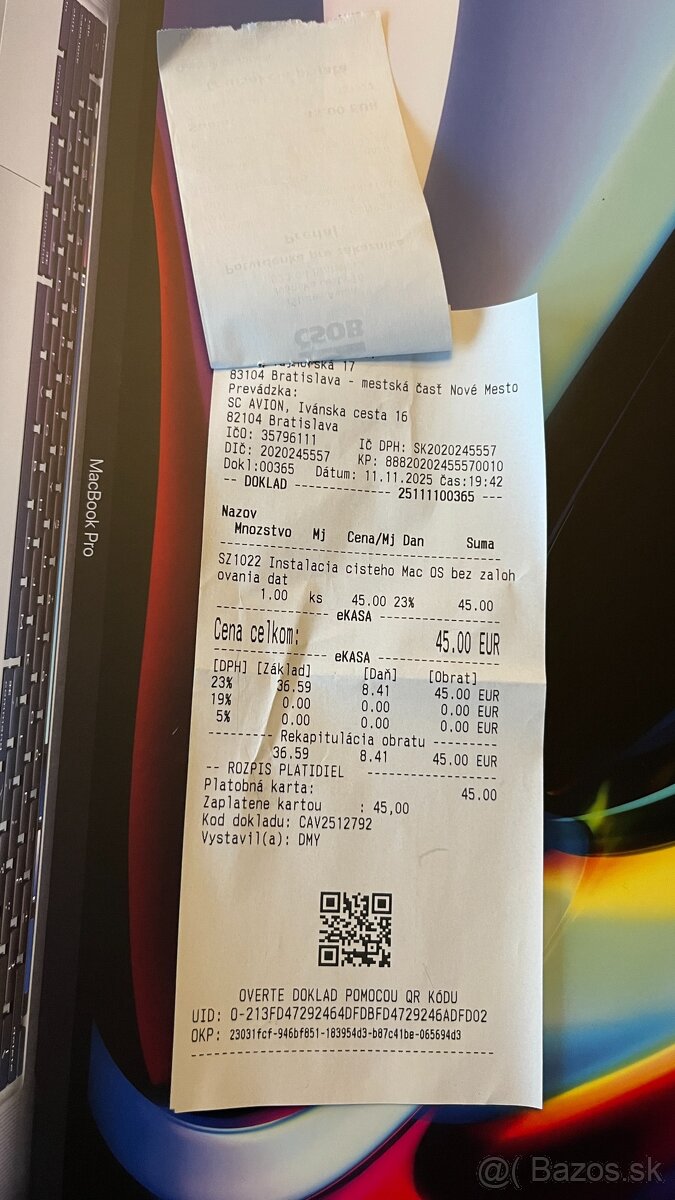 83104 Bratislava - mestská časť Nové Mesto
Prevádzka:
SC AVION, Ivánska cesta 16
82104 Bratislava
IČO: 35796111 Ič DPH: SK2020245557
DIČ: 2020245557 KP: 88820202455570010
Dokl:00365 Dátum: 11.11.2025 čas:19:42
-- DOKLAD -------------- 25111100365 ---
Nazov
Mnozstvo Mj Cena/Mj Dan Suma
SZ1022 Instalacia cisteho Mac OS bez zaloh
ovania dat
1.00 ks 45.00 23% 45.00
--------------- eKASA ---------------
Cena celkom: 45.00 EUR
--------------- eKASA ---------------
[DPH] [Základ] [Daň] [Obrat]
23% 36.59 8.41 45.00 EUR
19% 0.00 0.00 0.00 EUR
5% 0.00 0.00 0.00 EUR
--------- Rekapitulácia obratu ---------
36.59 8.41 45.00 EUR
-- ROZPIS PLATIDIEL ----------------
Platobná karta: 45.00
Zaplatene kartou : 45,00
Kod dokladu: CAV2512792
Vystavil(a): DMY
OVERTE DOKLAD POMOCOU QR KÓDU
UID: O-213FD47292464DFDBFD4729246ADFD02
OKP: 23031fcf-946bf851-183954d3-b87c41be-065694d3
MacBook Pro
@( Bazos.sk